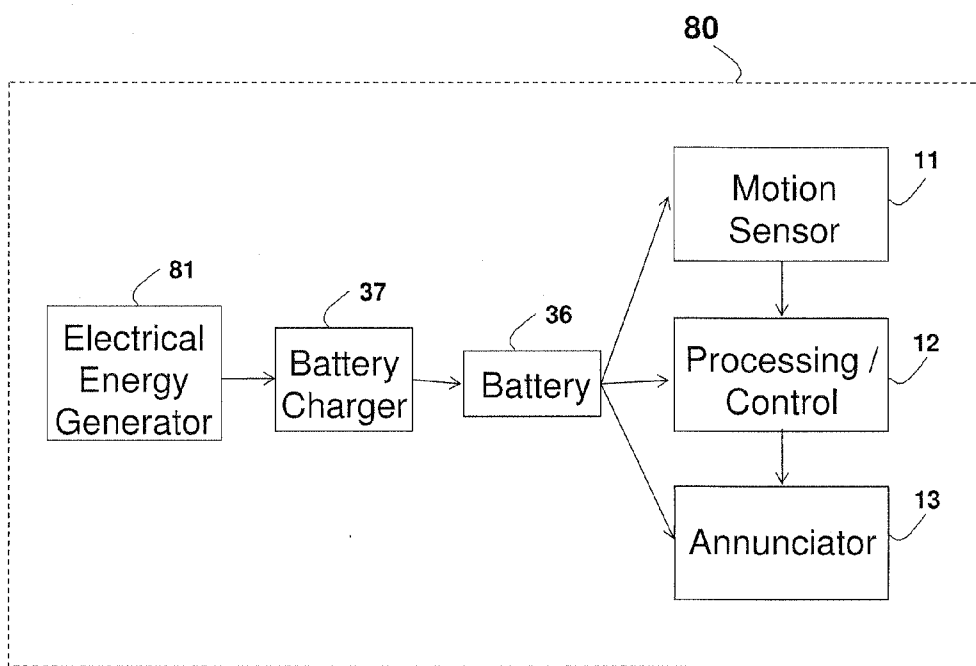 80
11
Motion
Sensor
81
Electrical
Energy
Generator
37
Battery
Charger
36
Battery
12
Processing /
Control
13
Annunciator